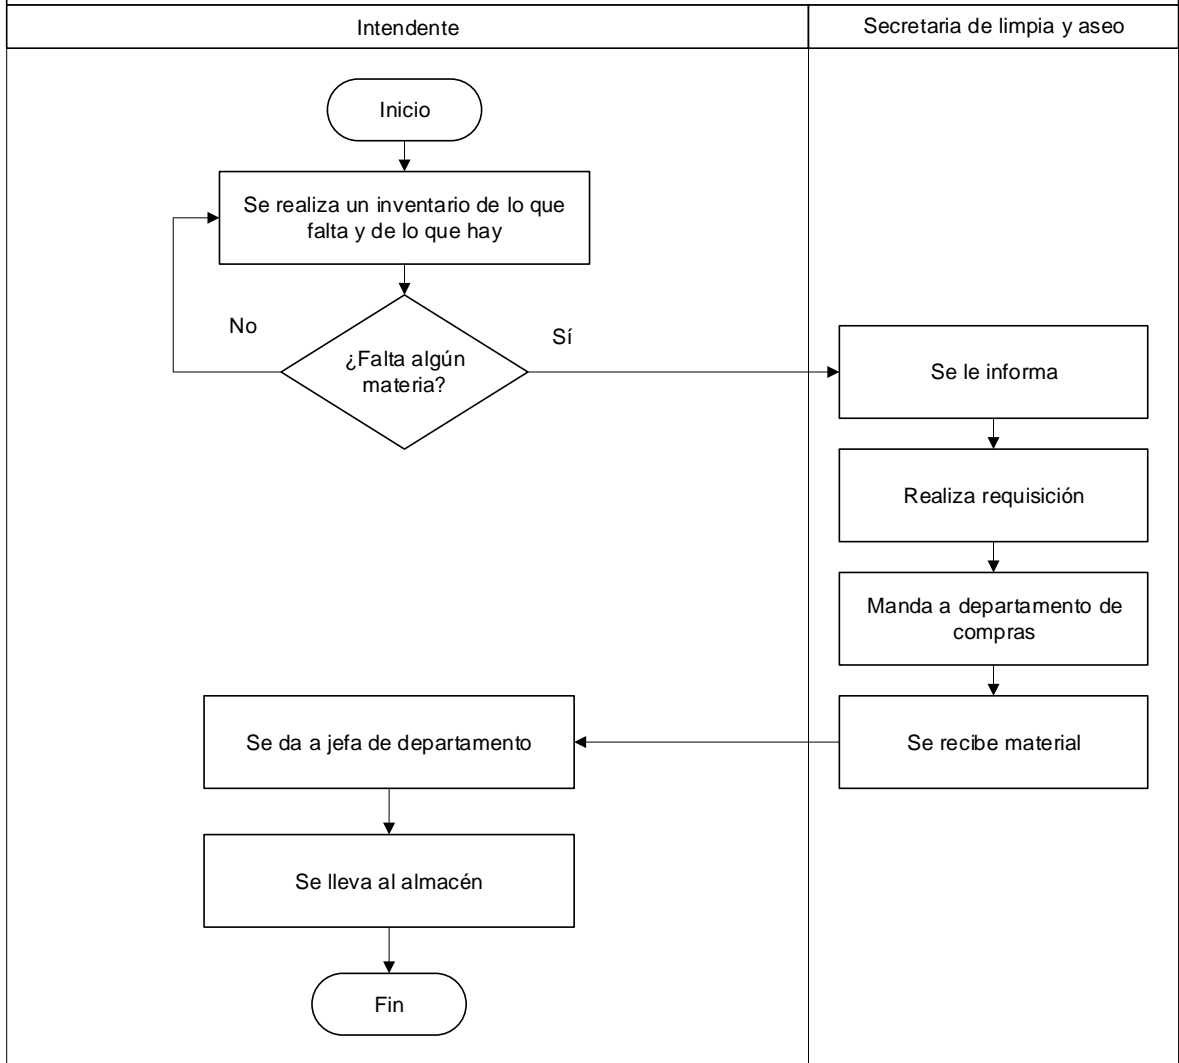 Intendente
Secretaria de limpia y aseo
Inicio
Se realiza un inventario de lo que
falta y de lo que hay
No
Sí
¿Falta algún
materia?
Se le informa
Realiza requisición
Manda a departamento de
compras
Se recibe material
Se da a jefa de departamento
Se lleva al almacén
Fin